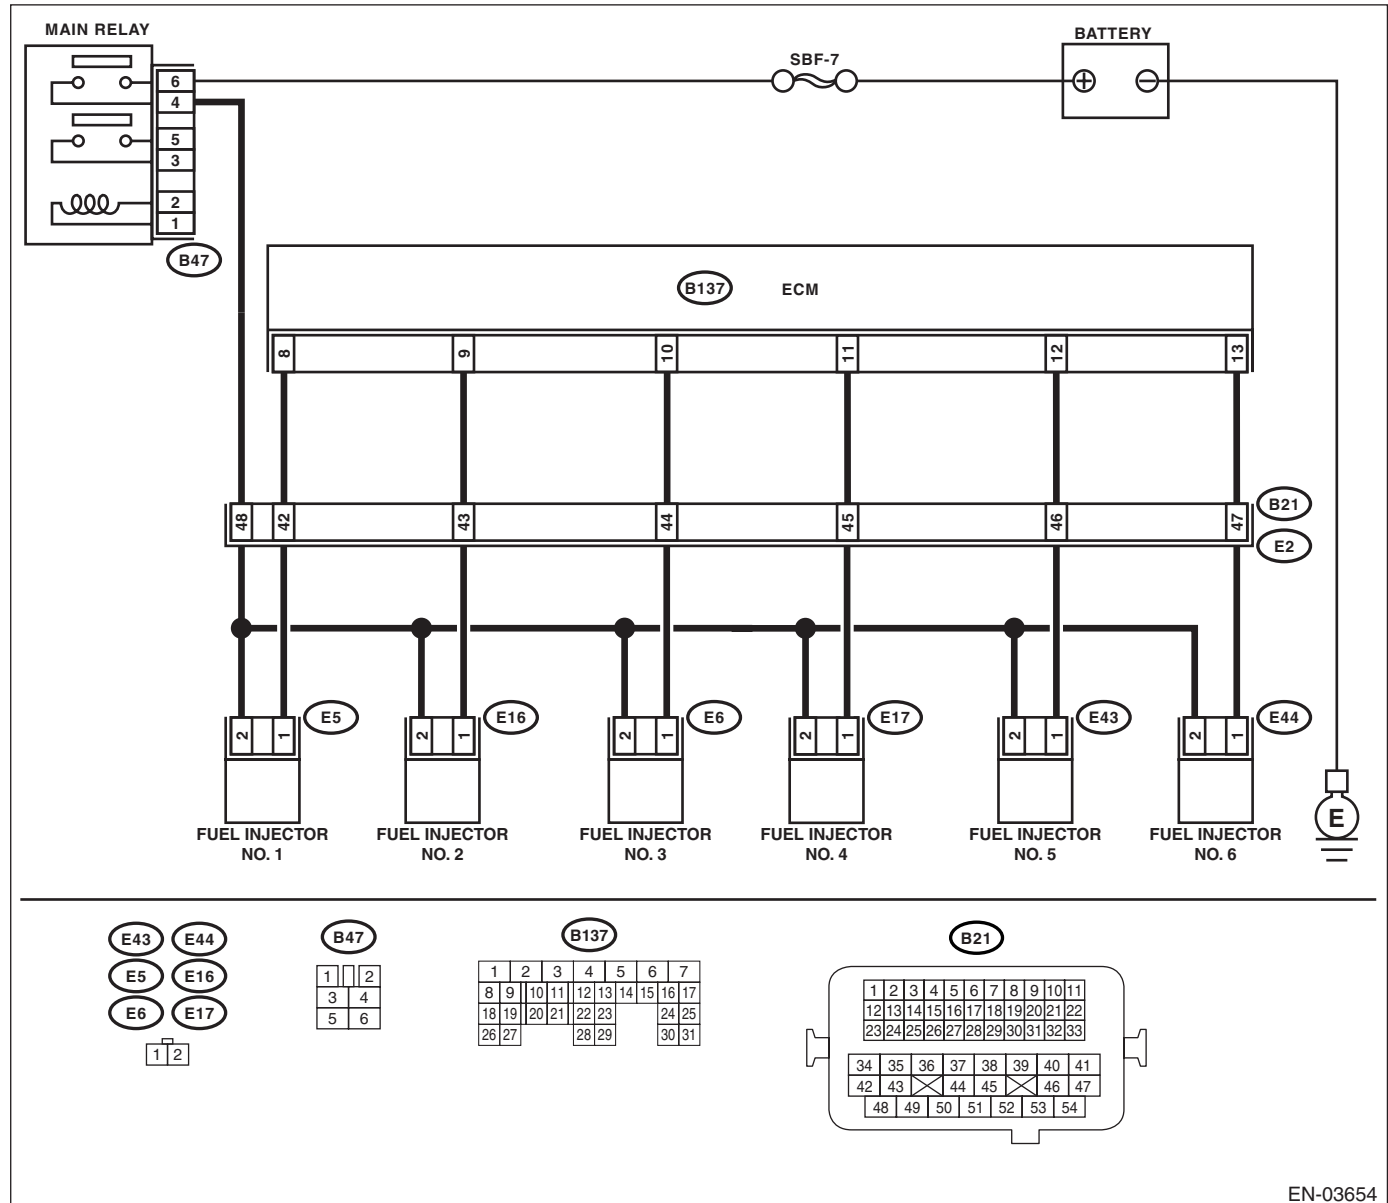 MAIN RELAY
BATTERY
SBF-7
6
4
5
3
2
1
B47
B137 ECM
8 9 10 11 12 13
48 42 43 44 45 46 47
B21
E2
E5 E16 E6 E17 E43 E44
2 1 2 1 2 1 2 1 2 1 2 1
E
FUEL INJECTOR NO. 1
FUEL INJECTOR NO. 2
FUEL INJECTOR NO. 3
FUEL INJECTOR NO. 4
FUEL INJECTOR NO. 5
FUEL INJECTOR NO. 6
E43 E44
E5 E16
E6 E17
1 2
B47
1 2
3 4
5 6
B137
1 2 3 4 5 6 7
8 9 10 11 12 13 14 15 16 17
18 19 20 21 22 23 24 25
26 27 28 29 30 31
B21
1 2 3 4 5 6 7 8 9 10 11
12 13 14 15 16 17 18 19 20 21 22
23 24 25 26 27 28 29 30 31 32 33
34 35 36 37 38 39 40 41
42 43 44 45 46 47
48 49 50 51 52 53 54
EN-03654